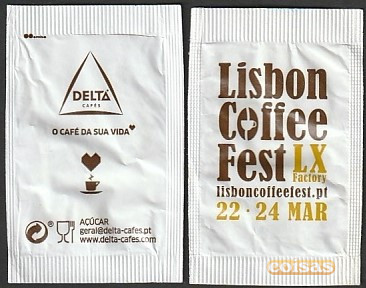 DELTA
CAFÉS
O CAFÉ DA SUA VIDA
AÇÚCAR
geral@delta-cafes.pt
www.delta-cafes.com
Lisbon
Coffee
Fest LX
Factory
lisboncoffeefest.pt
22 · 24 MAR
coisas